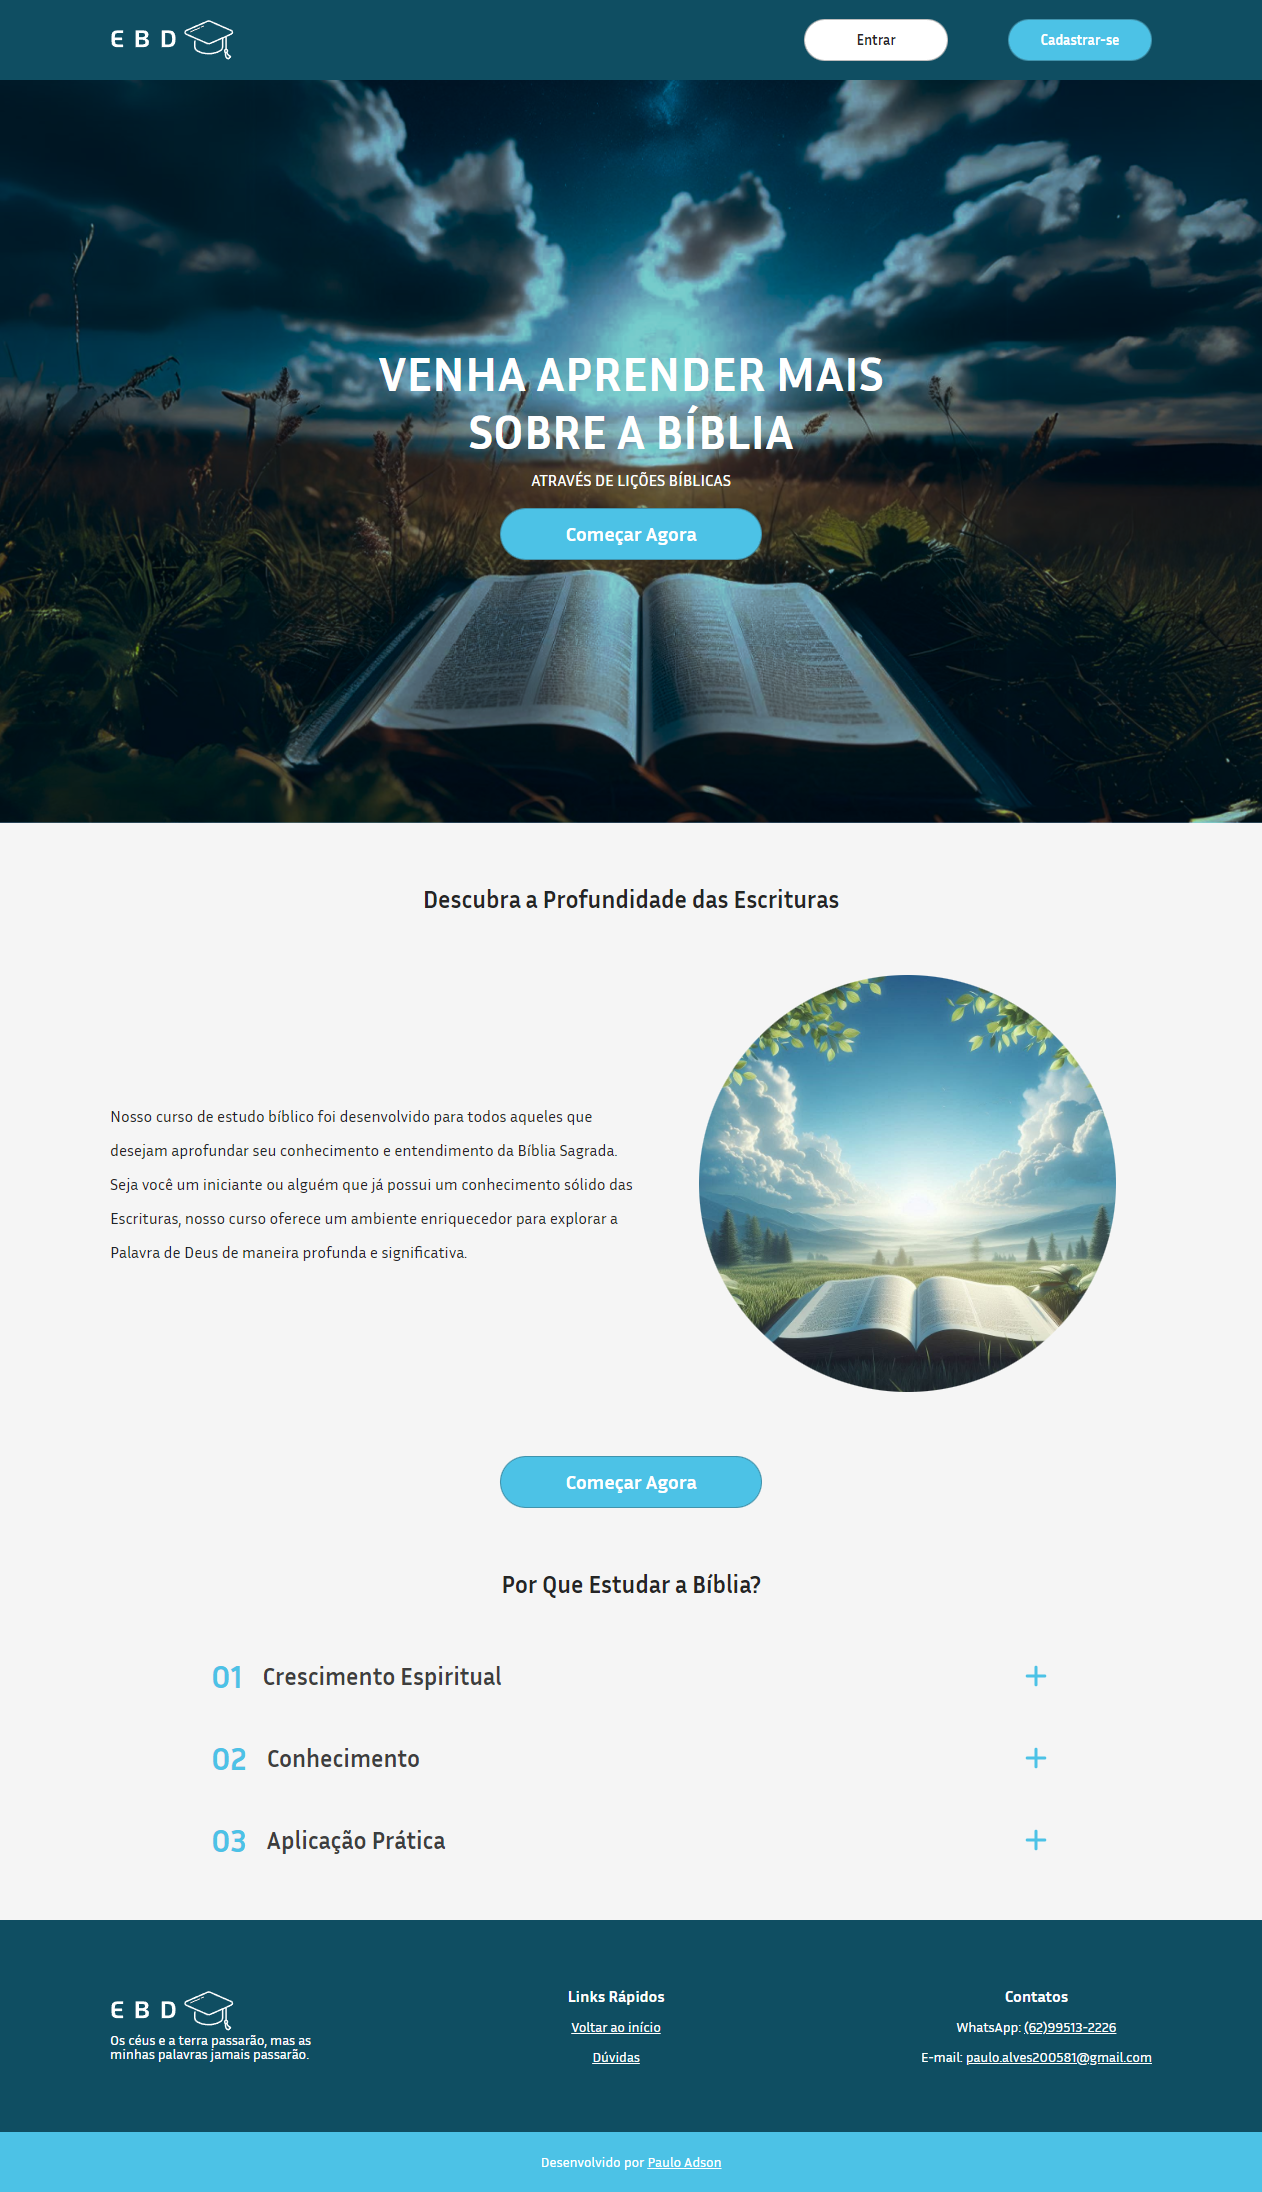 EBD
Entrar
Cadastrar-se
VENHA APRENDER MAIS
SOBRE A BÍBLIA
ATRAVÉS DE LIÇÕES BÍBLICAS
Começar Agora
Descubra a Profundidade das Escrituras
Nosso curso de estudo bíblico foi desenvolvido para todos aqueles que
desejam aprofundar seu conhecimento e entendimento da Bíblia Sagrada.
Seja você um iniciante ou alguém que já possui um conhecimento sólido das
Escrituras, nosso curso oferece um ambiente enriquecedor para explorar a
Palavra de Deus de maneira profunda e significativa.
Começar Agora
Por Que Estudar a Bíblia?
01 Crescimento Espiritual +
02 Conhecimento +
03 Aplicação Prática +
EBD
Os céus e a terra passarão, mas as
minhas palavras jamais passarão.
Links Rápidos
Voltar ao início
Dúvidas
Contatos
WhatsApp: (62)99513-2226
E-mail: paulo.alves200581@gmail.com
Desenvolvido por Paulo Adson